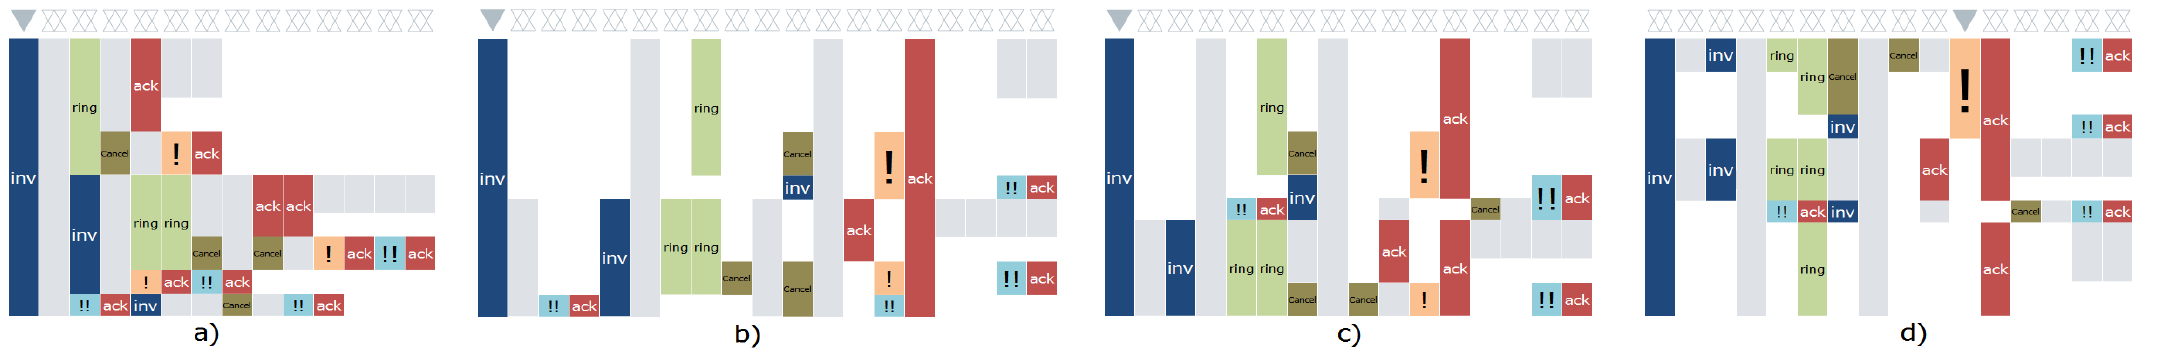 ack
ring
Cancel ! ack
inv
ack ack
inv ring ring
Cancel Cancel ! ack !! ack
! ack !! ack
!! ack inv Cancel !! ack
a)
ring
Cancel !
inv ack
inv !! ack
ack
inv ring ring
Cancel Cancel ! !! ack
!! ack !!
b)
ring
ack
Cancel !
inv inv !! ack
!! ack Cancel
ack
inv ring ring ack
Cancel Cancel ! !! ack
c)
inv ring Cancel !! ack
ring Cancel !
ack
inv !! ack
inv inv ring ring ack
!! ack inv Cancel !! ack
ring ack
d)